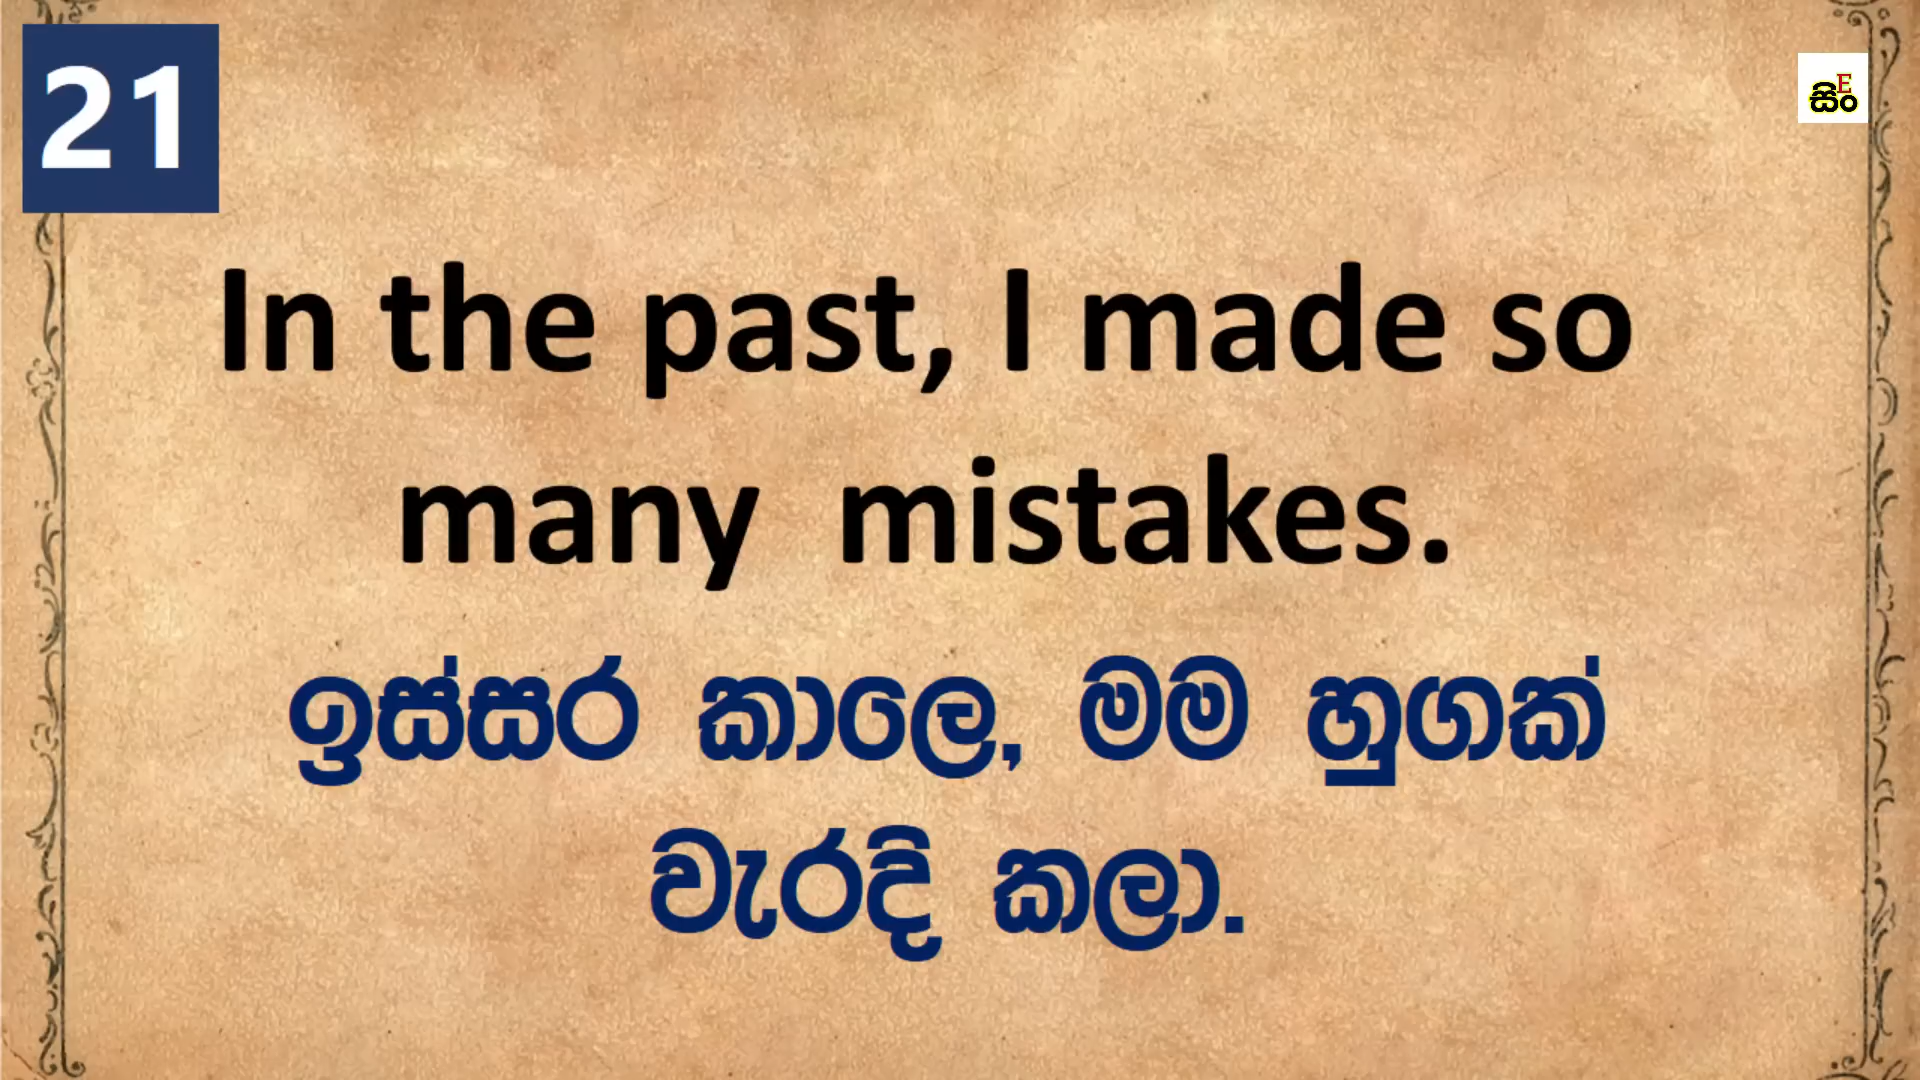 21
E
සිං
In the past, I made so
many mistakes.
ඉස්සර කාලෙ, මම හුගක්
වැරදි කලා.